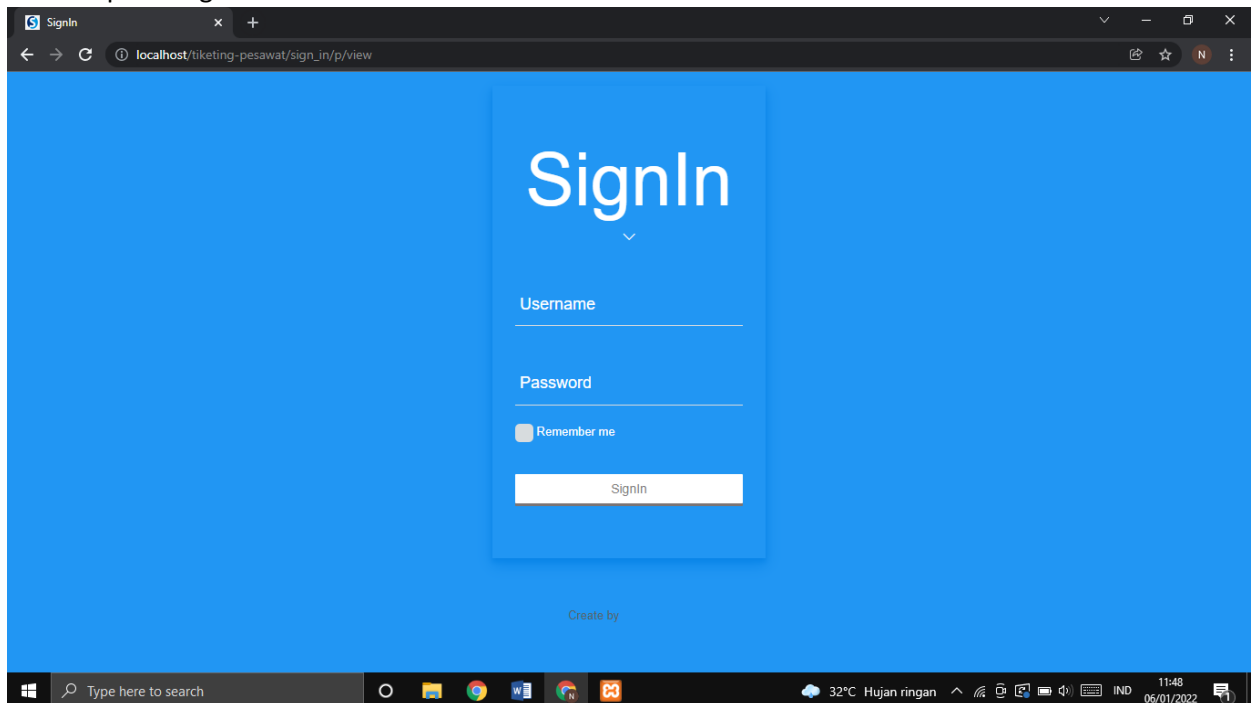 SignIn
localhost/tiketing-pesawat/sign_in/p/view
N
SignIn
Username
Password
Remember me
SignIn
Create by
Type here to search
32°C Hujan ringan
IND
11:48
06/01/2022